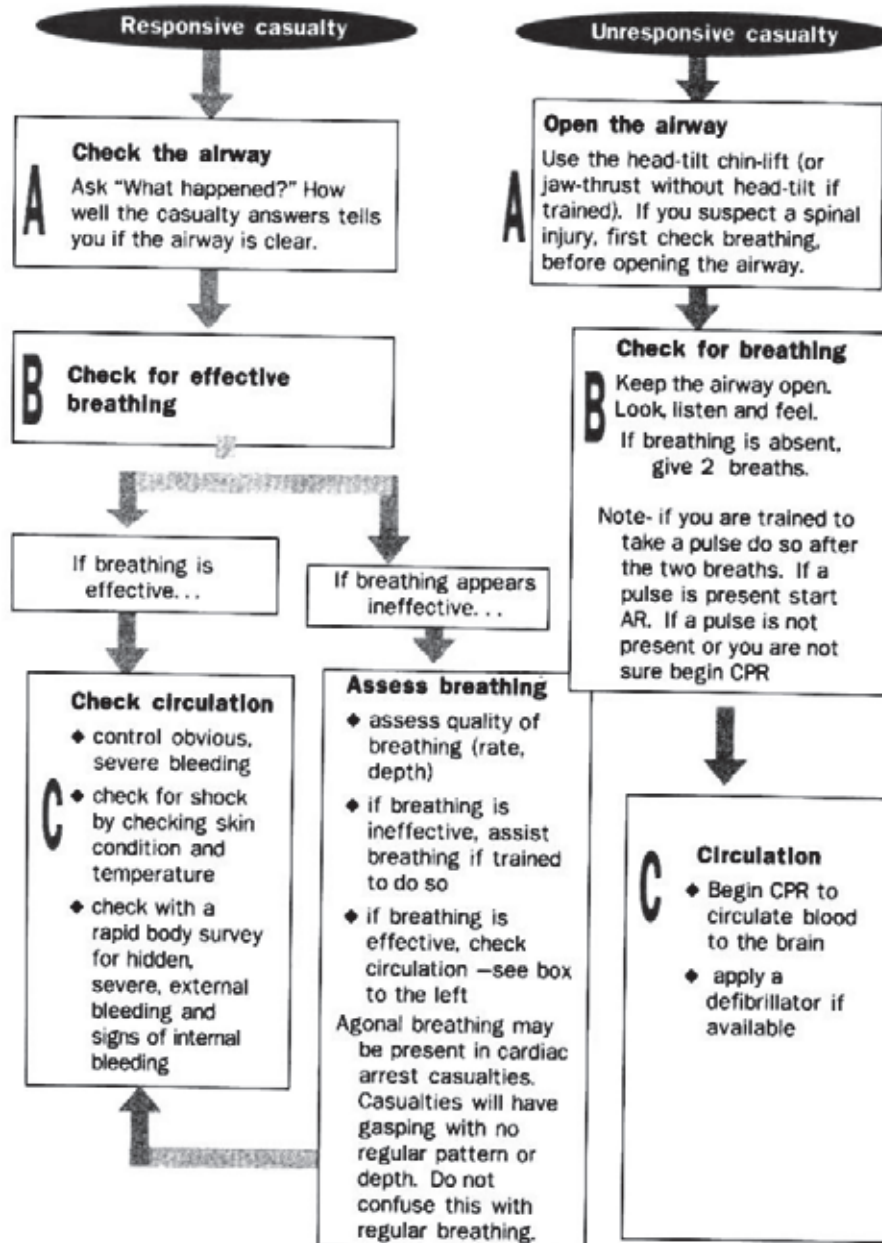 Responsive casualty
A
Check the airway
Ask "What happened?" How
well the casualty answers tells
you if the airway is clear.
B
Check for effective
breathing
If breathing is
effective. . .
If breathing appears
ineffective. . .
C
Check circulation
◆ control obvious,
severe bleeding
◆ check for shock
by checking skin
condition and
temperature
◆ check with a
rapid body survey
for hidden,
severe, external
bleeding and
signs of internal
bleeding
Assess breathing
◆ assess quality of
breathing (rate,
depth)
◆ if breathing is
ineffective, assist
breathing if trained
to do so
◆ if breathing is
effective, check
circulation —see box
to the left
Agonal breathing may
be present in cardiac
arrest casualties.
Casualties will have
gasping with no
regular pattern or
depth. Do not
confuse this with
regular breathing.
Unresponsive casualty
A
Open the airway
Use the head-tilt chin-lift (or
jaw-thrust without head-tilt if
trained). If you suspect a spinal
injury, first check breathing,
before opening the airway.
B
Check for breathing
Keep the airway open.
Look, listen and feel.
If breathing is absent,
give 2 breaths.
Note- if you are trained to
take a pulse do so after
the two breaths. If a
pulse is present start
AR. If a pulse is not
present or you are not
sure begin CPR
C
Circulation
◆ Begin CPR to
circulate blood
to the brain
◆ apply a
defibrillator if
available